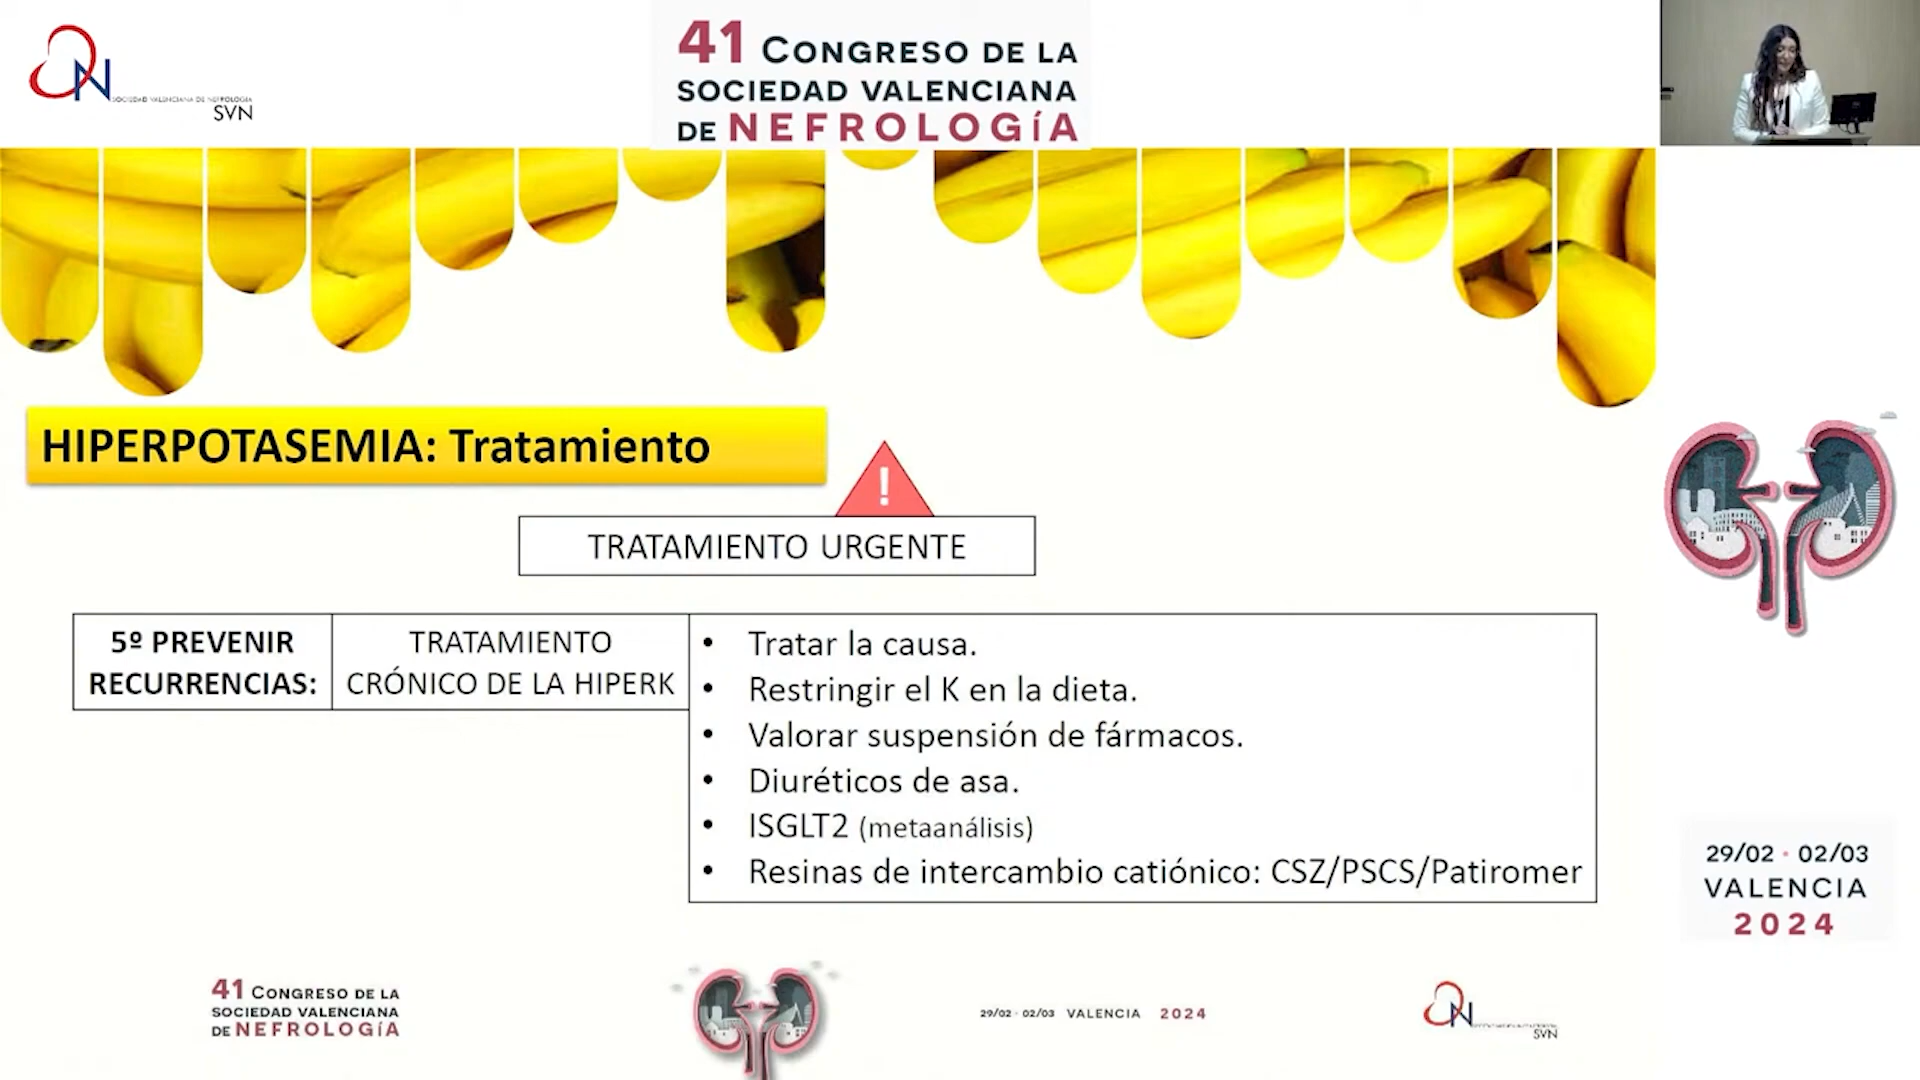 SOCIEDAD VALENCIANA DE NEFROLOGÍA
SVN
41 CONGRESO DE LA
SOCIEDAD VALENCIANA
DE NEFROLOGÍA
HIPERPOTASEMIA: Tratamiento
!
TRATAMIENTO URGENTE
5º PREVENIR
RECURRENCIAS:
TRATAMIENTO
CRÓNICO DE LA HIPERK
• Tratar la causa.
• Restringir el K en la dieta.
• Valorar suspensión de fármacos.
• Diuréticos de asa.
• ISGLT2 (metaanálisis)
• Resinas de intercambio catiónico: CSZ/PSCS/Patiromer
29/02 · 02/03
VALENCIA
2024
41 CONGRESO DE LA
SOCIEDAD VALENCIANA
DE NEFROLOGÍA
29/02 · 02/03 VALENCIA 2024
SVN